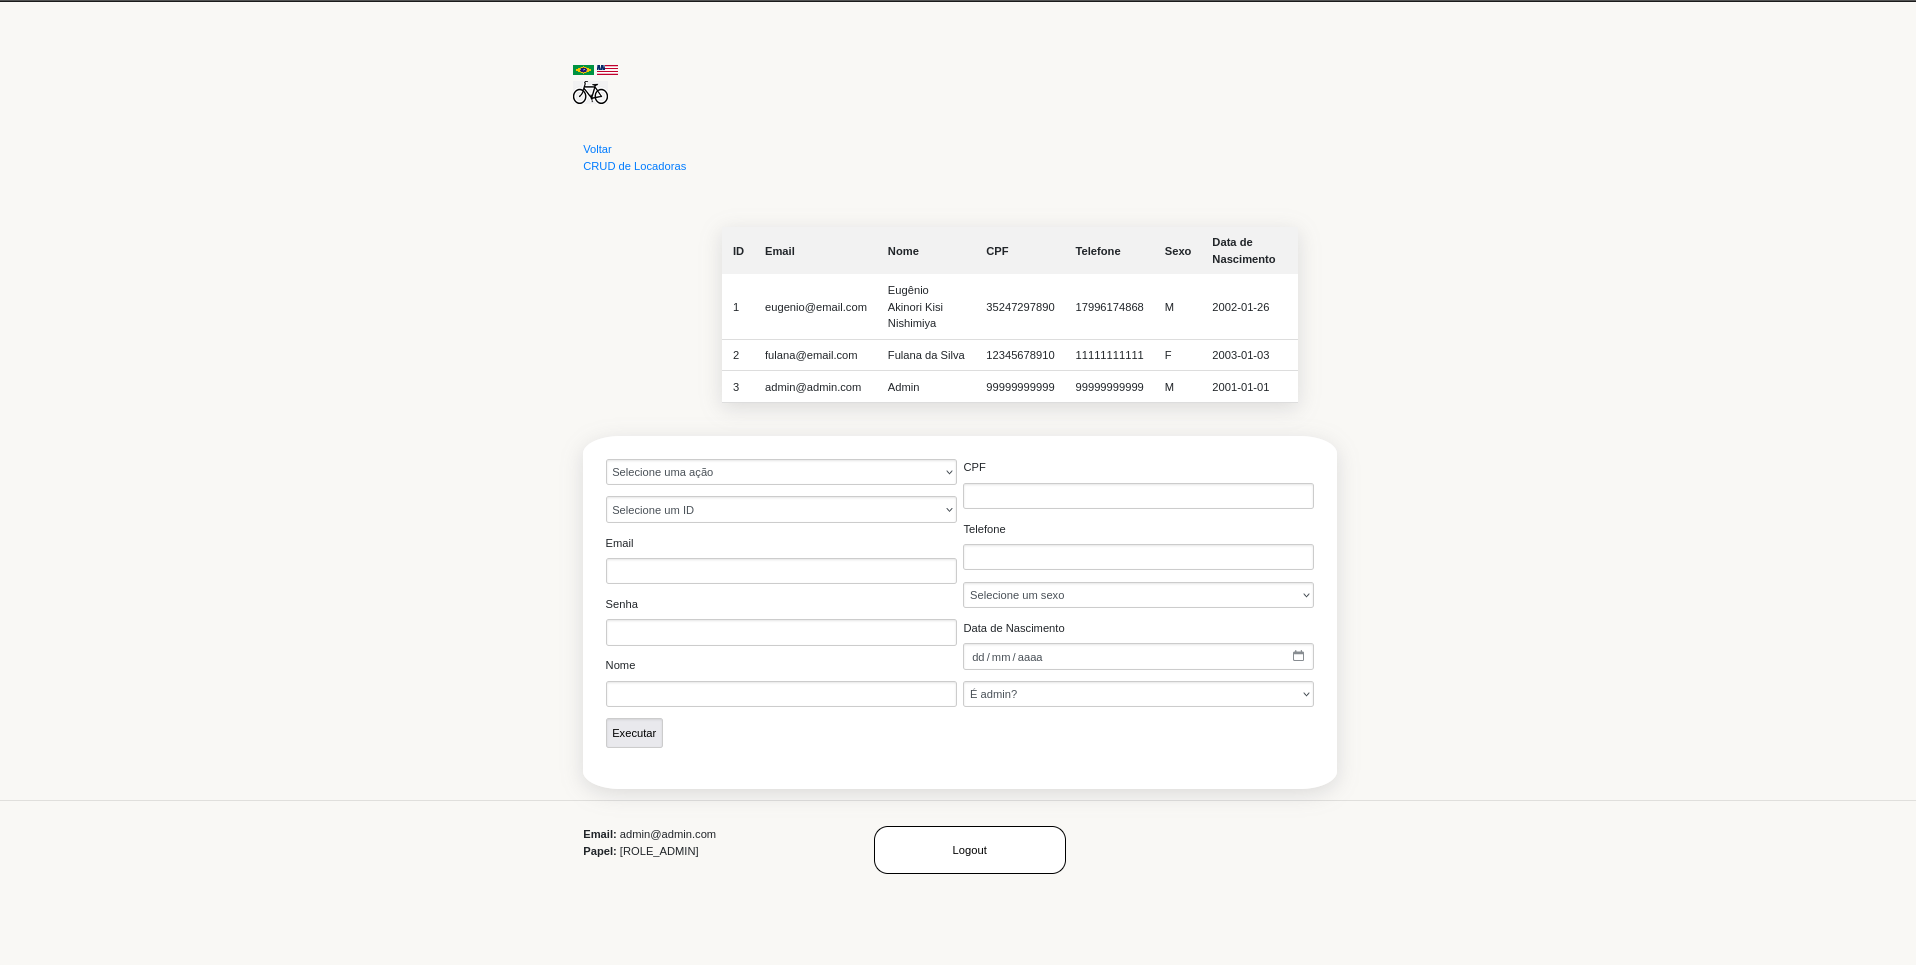 Voltar
CRUD de Locadoras
ID Email Nome CPF Telefone Sexo Data de Nascimento
1 eugenio@email.com Eugênio Akinori Kisi Nishimiya 35247297890 17996174868 M 2002-01-26
2 fulana@email.com Fulana da Silva 12345678910 11111111111 F 2003-01-03
3 admin@admin.com Admin 99999999999 99999999999 M 2001-01-01
Selecione uma ação
Selecione um ID
Email
Senha
Nome
CPF
Telefone
Selecione um sexo
Data de Nascimento
dd/mm/aaaa
É admin?
Executar
Email: admin@admin.com
Papel: [ROLE_ADMIN]
Logout